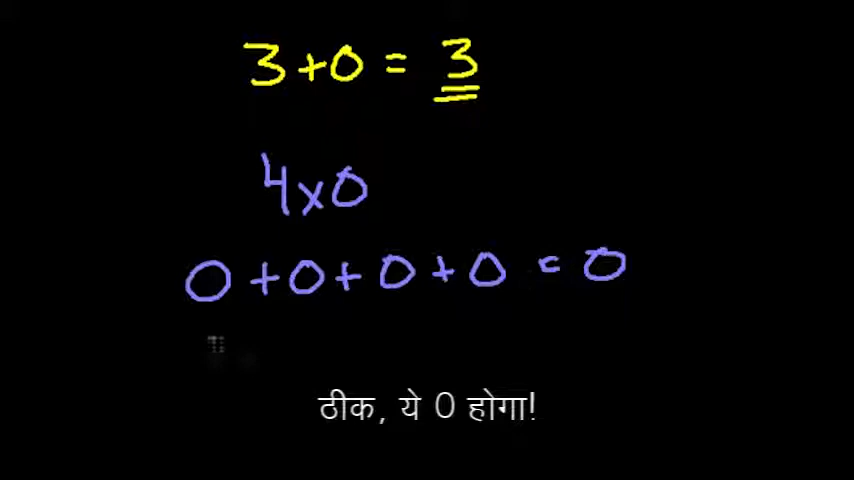 3+0 = 3
4x0
0+0+0+0 = 0
ठीक, ये 0 होगा!